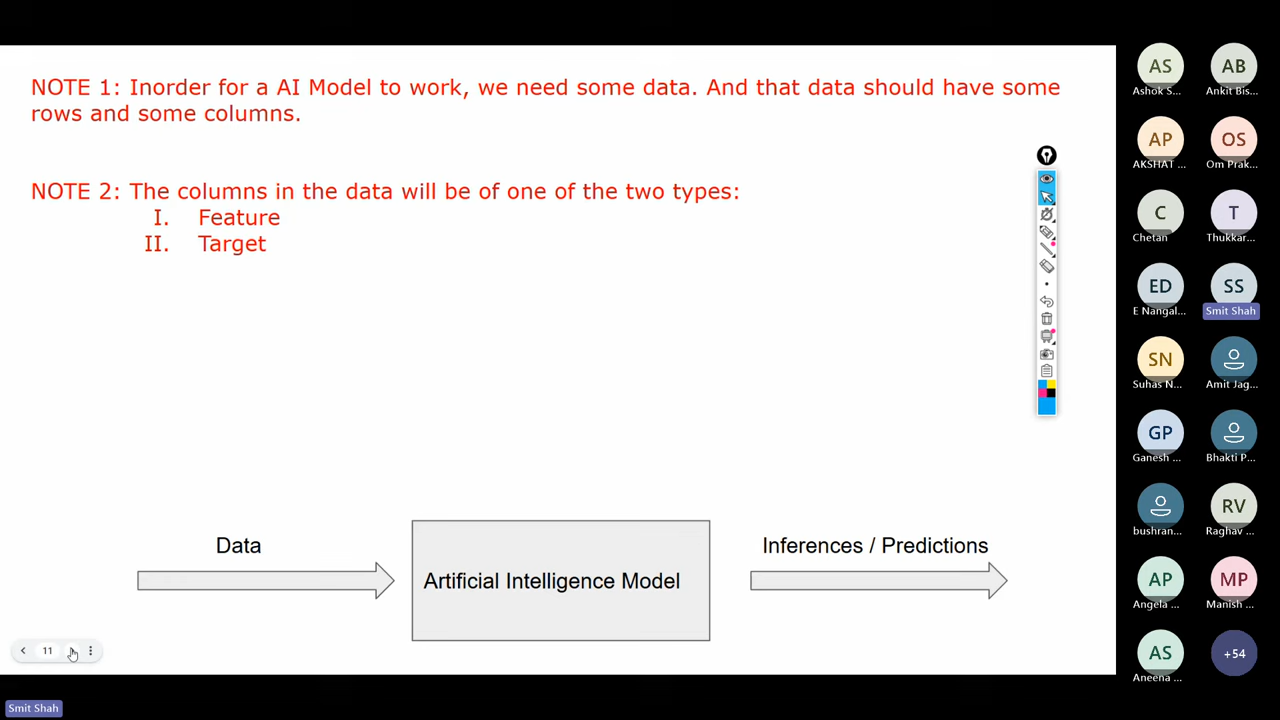 NOTE 1: Inorder for a AI Model to work, we need some data. And that data should have some
rows and some columns.
NOTE 2: The columns in the data will be of one of the two types:
I. Feature
II. Target
Data
Artificial Intelligence Model
Inferences / Predictions
11
Smit Shah
AS
AB
Ashok S...
Ankit Bis...
AP
OS
AKSHAT ...
Om Prak...
C
T
Chetan
Thukkar...
ED
SS
E Nangal...
Smit Shah
SN
Suhas N...
Amit Jag...
GP
Ganesh ...
Bhakti P...
RV
bushran...
Raghav ...
AP
MP
Angela ...
Manish ...
AS
+54
Aneena ...